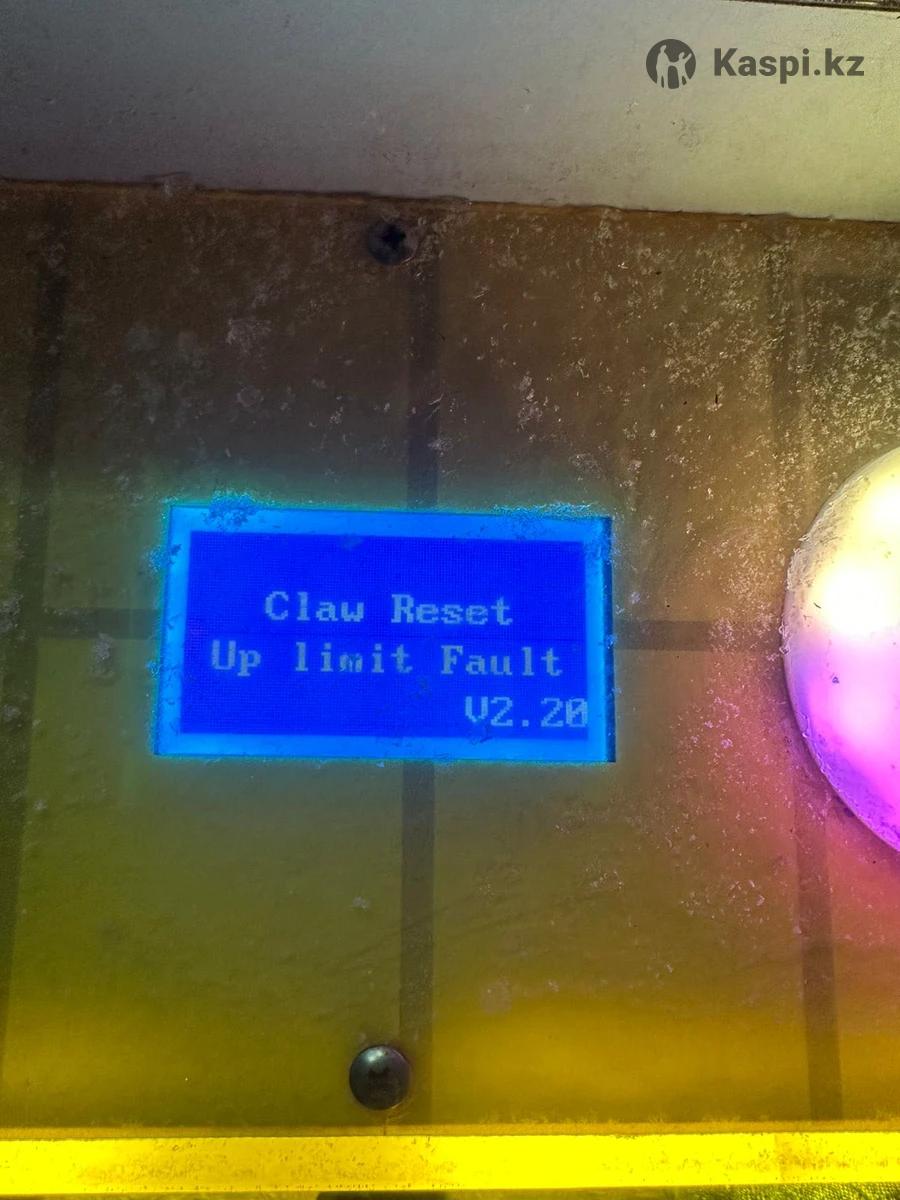 Kaspi.kz
Claw Reset
Up limit Fault
V2.20